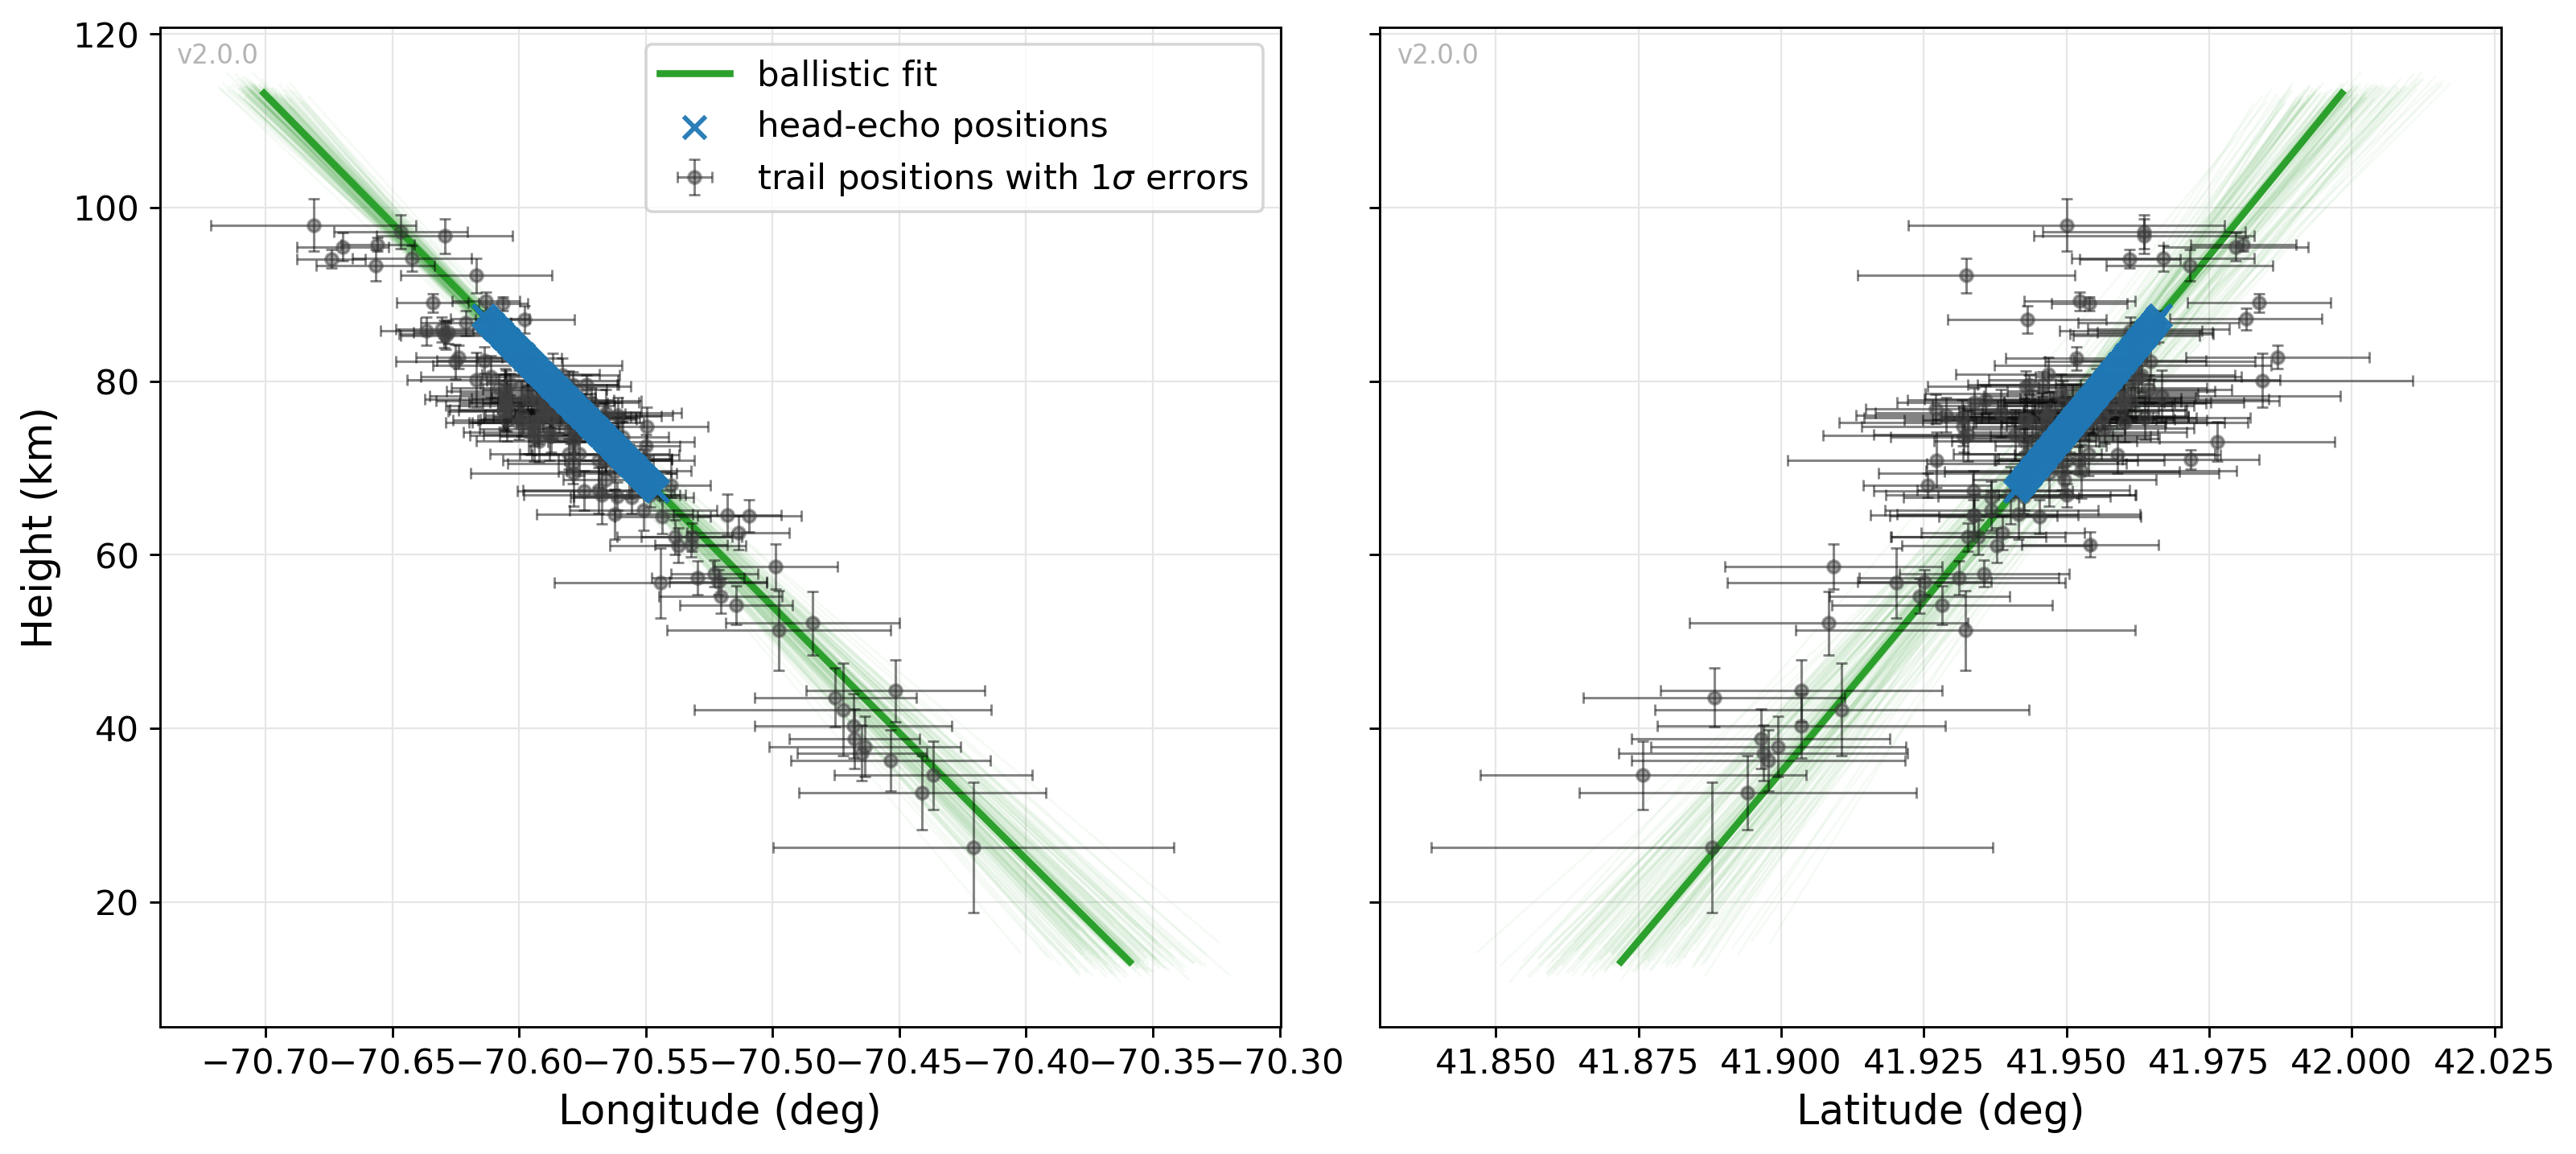 v2.0.0
ballistic fit
head-echo positions
trail positions with 1σ errors
120
100
80
60
40
20
Height (km)
−70.70 −70.65 −70.60 −70.55 −70.50 −70.45 −70.40 −70.35 −70.30
Longitude (deg)
v2.0.0
41.850 41.875 41.900 41.925 41.950 41.975 42.000 42.025
Latitude (deg)